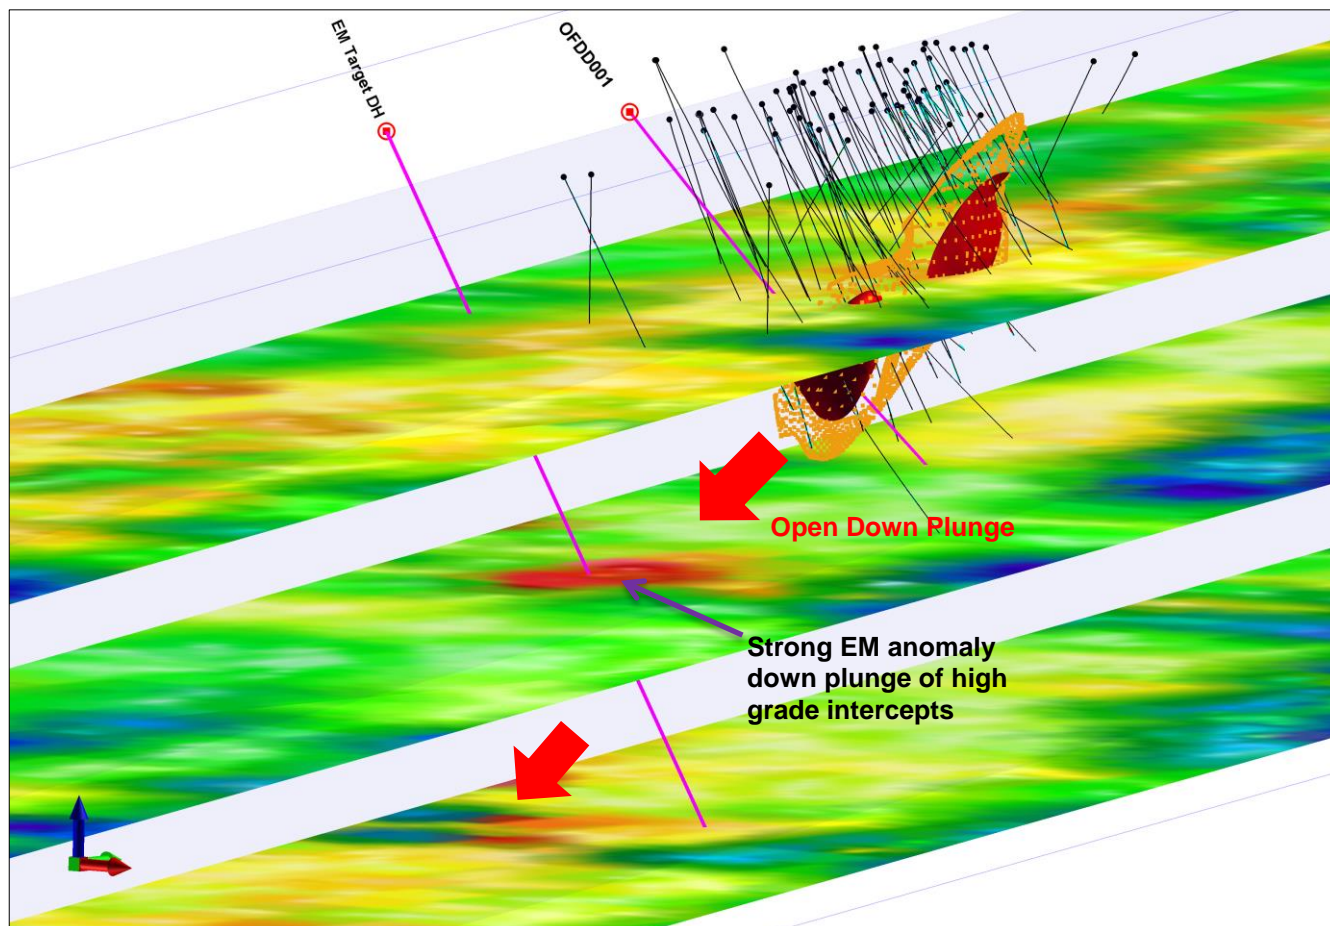 EM Target DH
OFDD001
Open Down Plunge
Strong EM anomaly
down plunge of high
grade intercepts